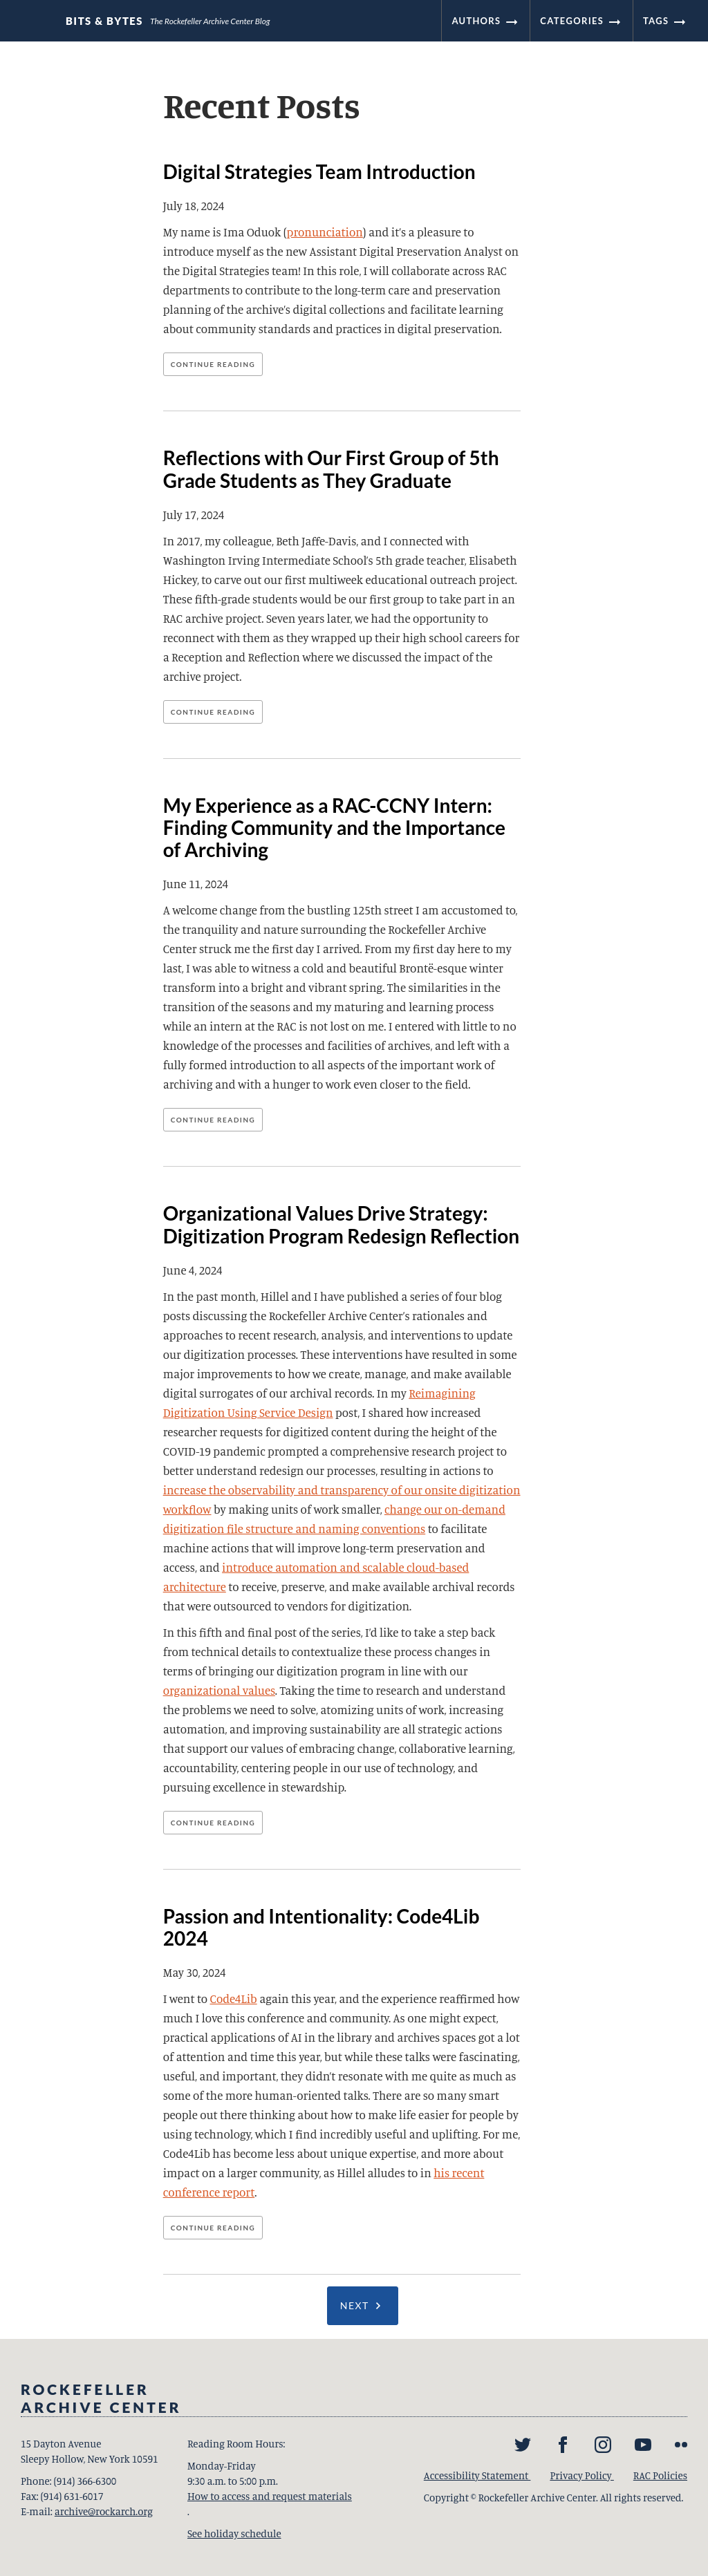 BITS & BYTES The Rockefeller Archive Center Blog
AUTHORS
CATEGORIES
TAGS
Recent Posts
Digital Strategies Team Introduction
July 18, 2024
My name is Ima Oduok (pronunciation) and it's a pleasure to
introduce myself as the new Assistant Digital Preservation Analyst on
the Digital Strategies team! In this role, I will collaborate across RAC
departments to contribute to the long-term care and preservation
planning of the archive's digital collections and facilitate learning
about community standards and practices in digital preservation.
CONTINUE READING
Reflections with Our First Group of 5th
Grade Students as They Graduate
July 17, 2024
In 2017, my colleague, Beth Jaffe-Davis, and I connected with
Washington Irving Intermediate School's 5th grade teacher, Elisabeth
Hickey, to carve out our first multiweek educational outreach project.
These fifth-grade students would be our first group to take part in an
RAC archive project. Seven years later, we had the opportunity to
reconnect with them as they wrapped up their high school careers for
a Reception and Reflection where we discussed the impact of the
archive project.
CONTINUE READING
My Experience as a RAC-CCNY Intern:
Finding Community and the Importance
of Archiving
June 11, 2024
A welcome change from the bustling 125th street I am accustomed to,
the tranquility and nature surrounding the Rockefeller Archive
Center struck me the first day I arrived. From my first day here to my
last, I was able to witness a cold and beautiful Brontë-esque winter
transform into a bright and vibrant spring. The similarities in the
transition of the seasons and my maturing and learning process
while an intern at the RAC is not lost on me. I entered with little to no
knowledge of the processes and facilities of archives, and left with a
fully formed introduction to all aspects of the important work of
archiving and with a hunger to work even closer to the field.
CONTINUE READING
Organizational Values Drive Strategy:
Digitization Program Redesign Reflection
June 4, 2024
In the past month, Hillel and I have published a series of four blog
posts discussing the Rockefeller Archive Center's rationales and
approaches to recent research, analysis, and interventions to update
our digitization processes. These interventions have resulted in some
major improvements to how we create, manage, and make available
digital surrogates of our archival records. In my Reimagining
Digitization Using Service Design post, I shared how increased
researcher requests for digitized content during the height of the
COVID-19 pandemic prompted a comprehensive research project to
better understand redesign our processes, resulting in actions to
increase the observability and transparency of our onsite digitization
workflow by making units of work smaller, change our on-demand
digitization file structure and naming conventions to facilitate
machine actions that will improve long-term preservation and
access, and introduce automation and scalable cloud-based
architecture to receive, preserve, and make available archival records
that were outsourced to vendors for digitization.
In this fifth and final post of the series, I'd like to take a step back
from technical details to contextualize these process changes in
terms of bringing our digitization program in line with our
organizational values. Taking the time to research and understand
the problems we need to solve, atomizing units of work, increasing
automation, and improving sustainability are all strategic actions
that support our values of embracing change, collaborative learning,
accountability, centering people in our use of technology, and
pursuing excellence in stewardship.
CONTINUE READING
Passion and Intentionality: Code4Lib
2024
May 30, 2024
I went to Code4Lib again this year, and the experience reaffirmed how
much I love this conference and community. As one might expect,
practical applications of AI in the library and archives spaces got a lot
of attention and time this year, but while these talks were fascinating,
useful, and important, they didn't resonate with me quite as much as
some of the more human-oriented talks. There are so many smart
people out there thinking about how to make life easier for people by
using technology, which I find incredibly useful and uplifting. For me,
Code4Lib has become less about unique expertise, and more about
impact on a larger community, as Hillel alludes to in his recent
conference report.
CONTINUE READING
NEXT
ROCKEFELLER
ARCHIVE CENTER
15 Dayton Avenue
Sleepy Hollow, New York 10591
Phone: (914) 366-6300
Fax: (914) 631-6017
E-mail: archive@rockarch.org
Reading Room Hours:
Monday-Friday
9:30 a.m. to 5:00 p.m.
How to access and request materials
.
See holiday schedule
Accessibility Statement
Privacy Policy
RAC Policies
Copyright © Rockefeller Archive Center. All rights reserved.